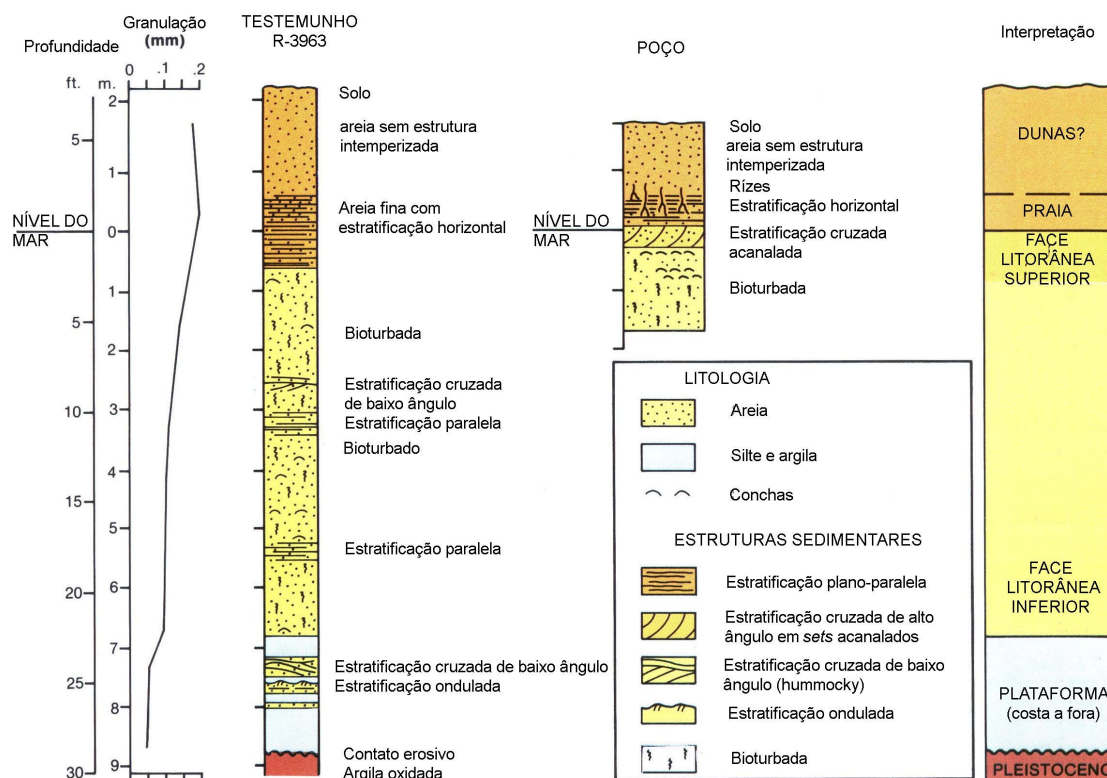 Profundidade
Granulação
(mm)
0 .1 .2
ft. m.
2
1
0
1
2
3
4
5
6
7
8
9
5
5
10
15
20
25
30
NÍVEL DO
MAR
TESTEMUNHO
R-3963
Solo
areia sem estrutura
intemperizada
Areia fina com
estratificação horizontal
Bioturbada
Estratificação cruzada
de baixo ângulo
Estratificação paralela
Bioturbado
Estratificação paralela
Estratificação cruzada de baixo ângulo
Estratificação ondulada
Contato erosivo
Argila oxidada
POÇO
Solo
areia sem estrutura
intemperizada
Rízes
Estratificação horizontal
NÍVEL DO
MAR
Estratificação cruzada
acanalada
Bioturbada
LITOLOGIA
Areia
Silte e argila
Conchas
ESTRUTURAS SEDIMENTARES
Estratificação plano-paralela
Estratificação cruzada de alto
ângulo em sets acanalados
Estratificação cruzada de baixo
ângulo (hummocky)
Estratificação ondulada
Bioturbada
Interpretação
DUNAS?
PRAIA
FACE
LITORÂNEA
SUPERIOR
FACE
LITORÂNEA
INFERIOR
PLATAFORMA
(costa a fora)
PLEISTOCENO